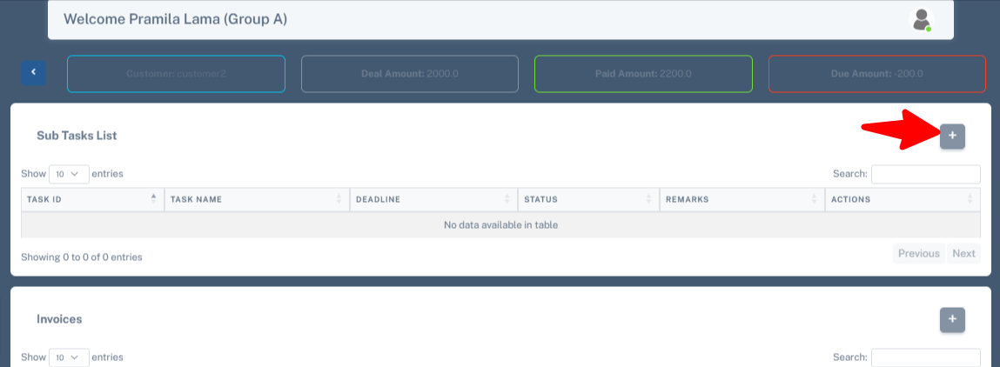 Welcome Pramila Lama (Group A)
Customer: customer2 Deal Amount: 2000.0 Paid Amount: 2200.0 Due Amount: -200.0
Sub Tasks List +
Show 10 entries Search:
TASK ID TASK NAME DEADLINE STATUS REMARKS ACTIONS
No data available in table
Showing 0 to 0 of 0 entries Previous Next
Invoices +
Show 10 entries Search: